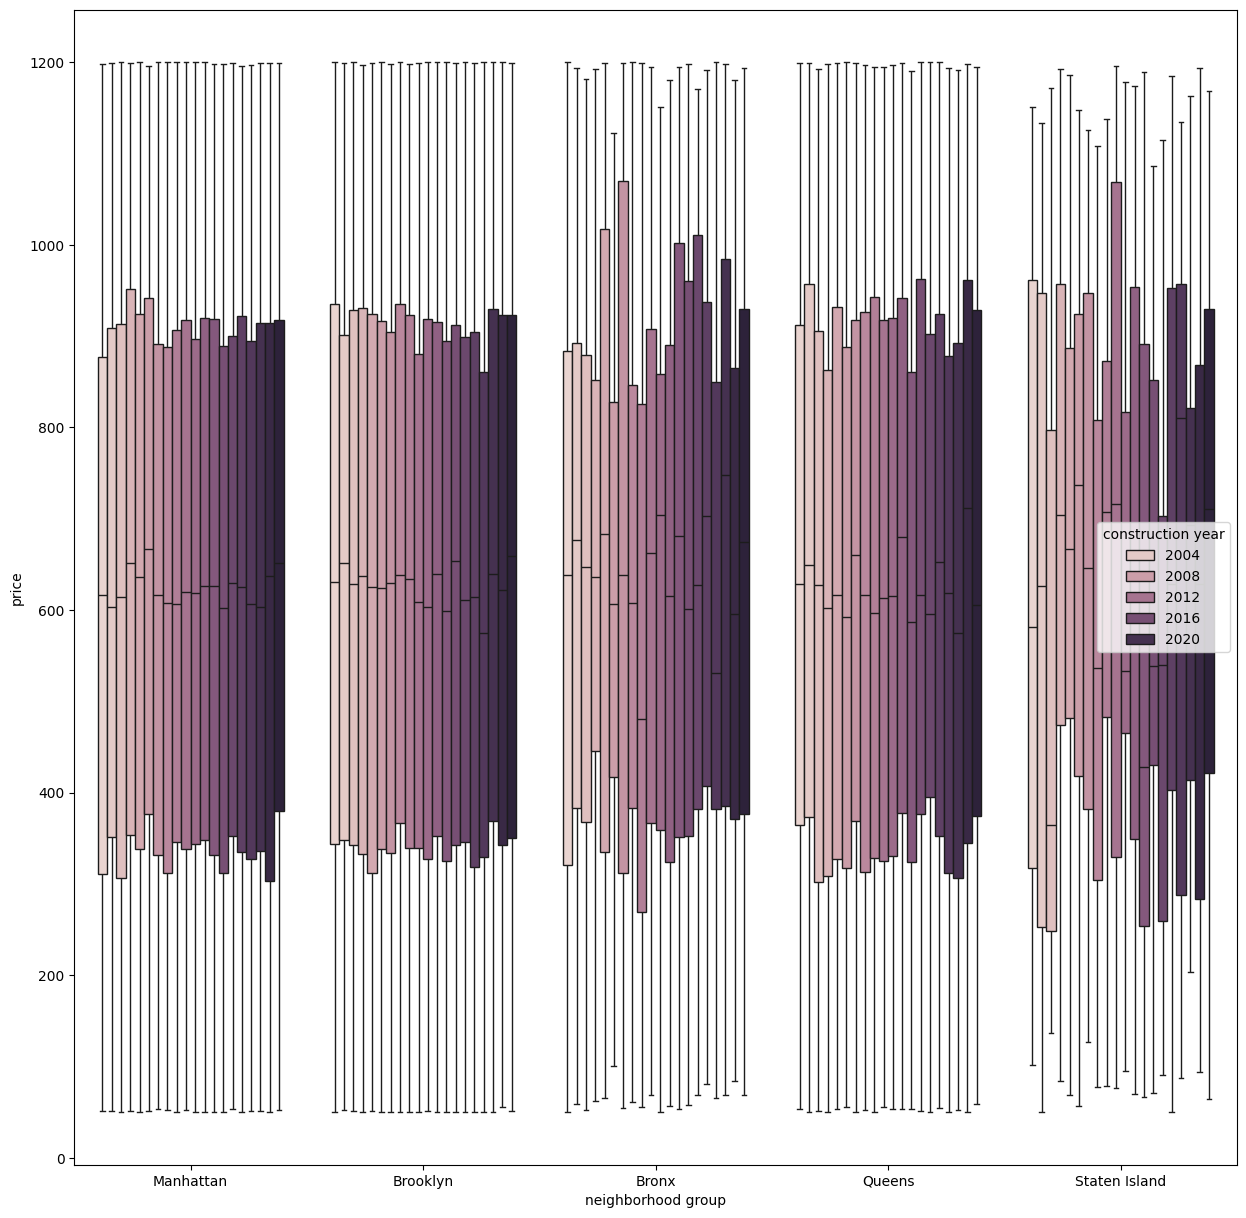 1200
1000
800
600
400
200
0
price
Manhattan
Brooklyn
Bronx
Queens
Staten Island
neighborhood group
construction year
2004
2008
2012
2016
2020